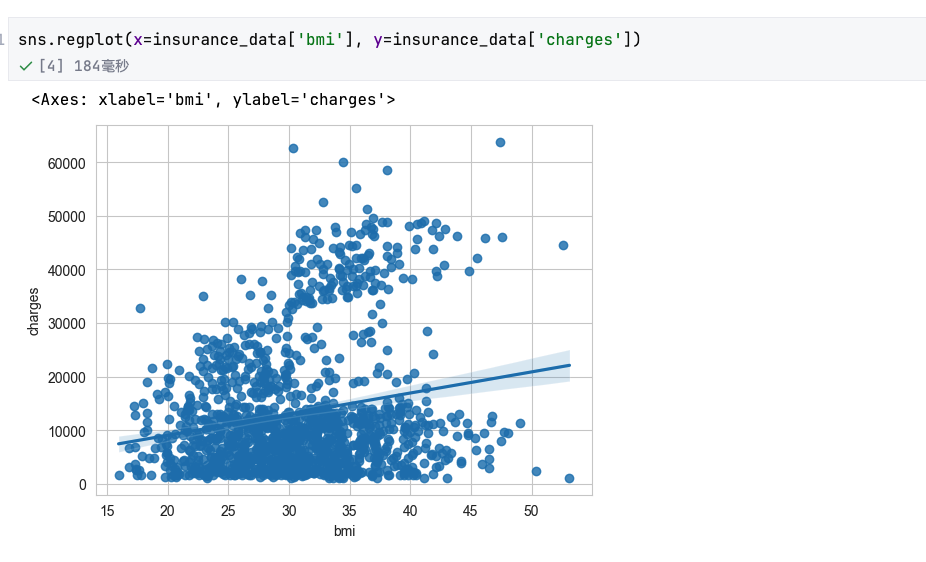 1
sns.regplot(x=insurance_data['bmi'], y=insurance_data['charges'])
[4] 184毫秒
<Axes: xlabel='bmi', ylabel='charges'>
60000
50000
40000
30000
20000
10000
0
charges
15 20 25 30 35 40 45 50
bmi